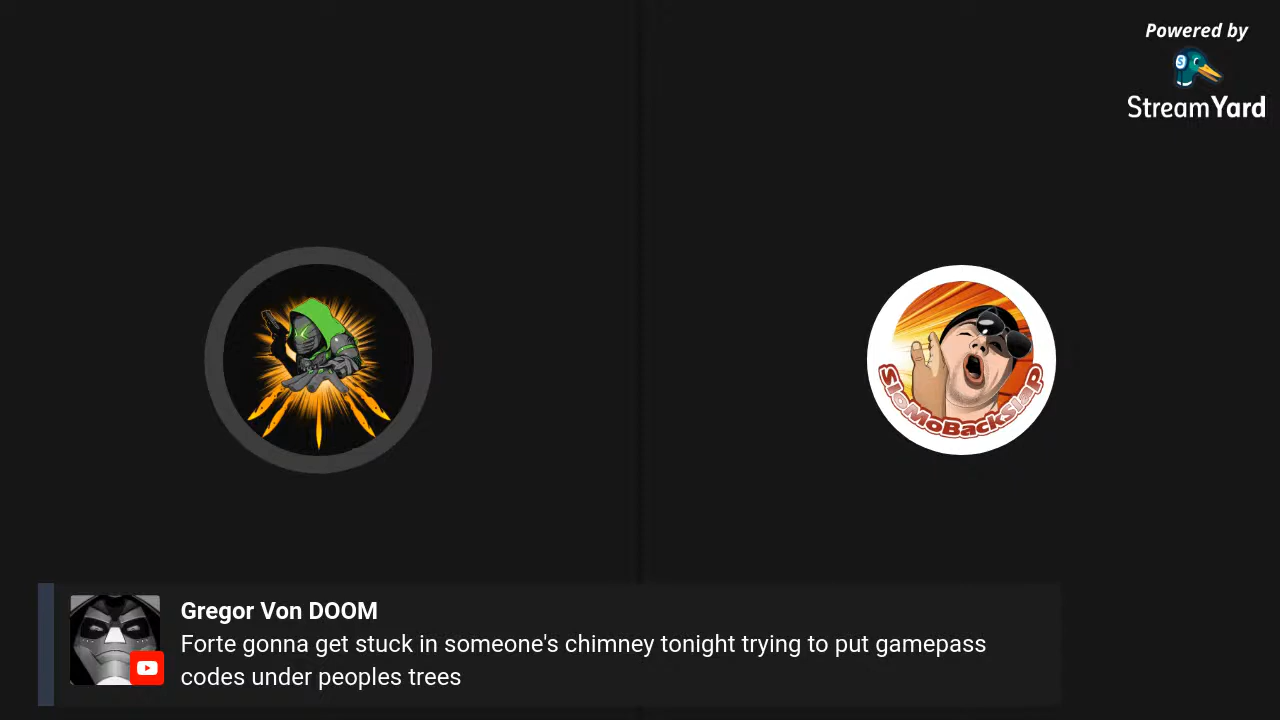 Powered by
StreamYard
SloMoBackSlap
Gregor Von DOOM
Forte gonna get stuck in someone's chimney tonight trying to put gamepass
codes under peoples trees